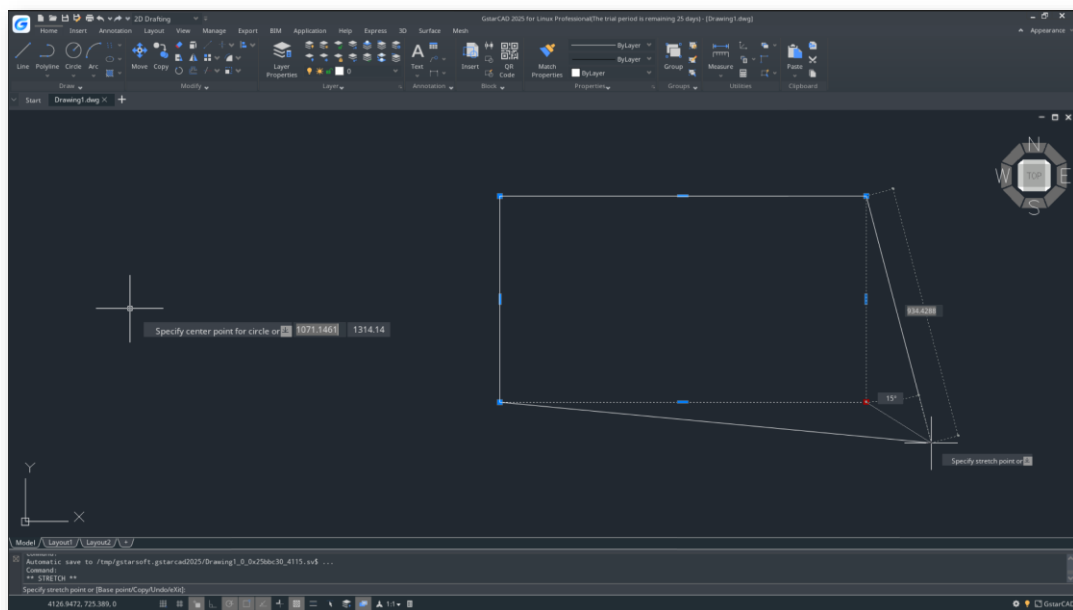 2D Drafting
GstarCAD 2025 for Linux Professional(The trial period is remaining 25 days) - [Drawing1.dwg]
Home Insert Annotation Layout View Manage Export BIM Application Help Express 3D Surface Mesh
Appearance
Line Polyline Circle Arc
Move Copy
Layer Properties
0
Text
Insert
QR Code
Match Properties
ByLayer
ByLayer
ByLayer
Group
Measure
Paste
Draw
Modify
Layer
Annotation
Block
Properties
Groups
Utilities
Clipboard
Start Drawing1.dwg
N
W TOP E
S
934.4288
Specify center point for circle or 1071.1461 1314.14
15°
Specify stretch point or
Y
X
Model Layout1 Layout2 +
Command:
Automatic save to /tmp/gstarsoft.gstarcad2025/Drawing1_0_0x25bbc30_4115.sv$ ...
Command:
** STRETCH **
Specify stretch point or [Base point/Copy/Undo/eXit]:
4126.9472, 725.389, 0
1:1
GstarCAD